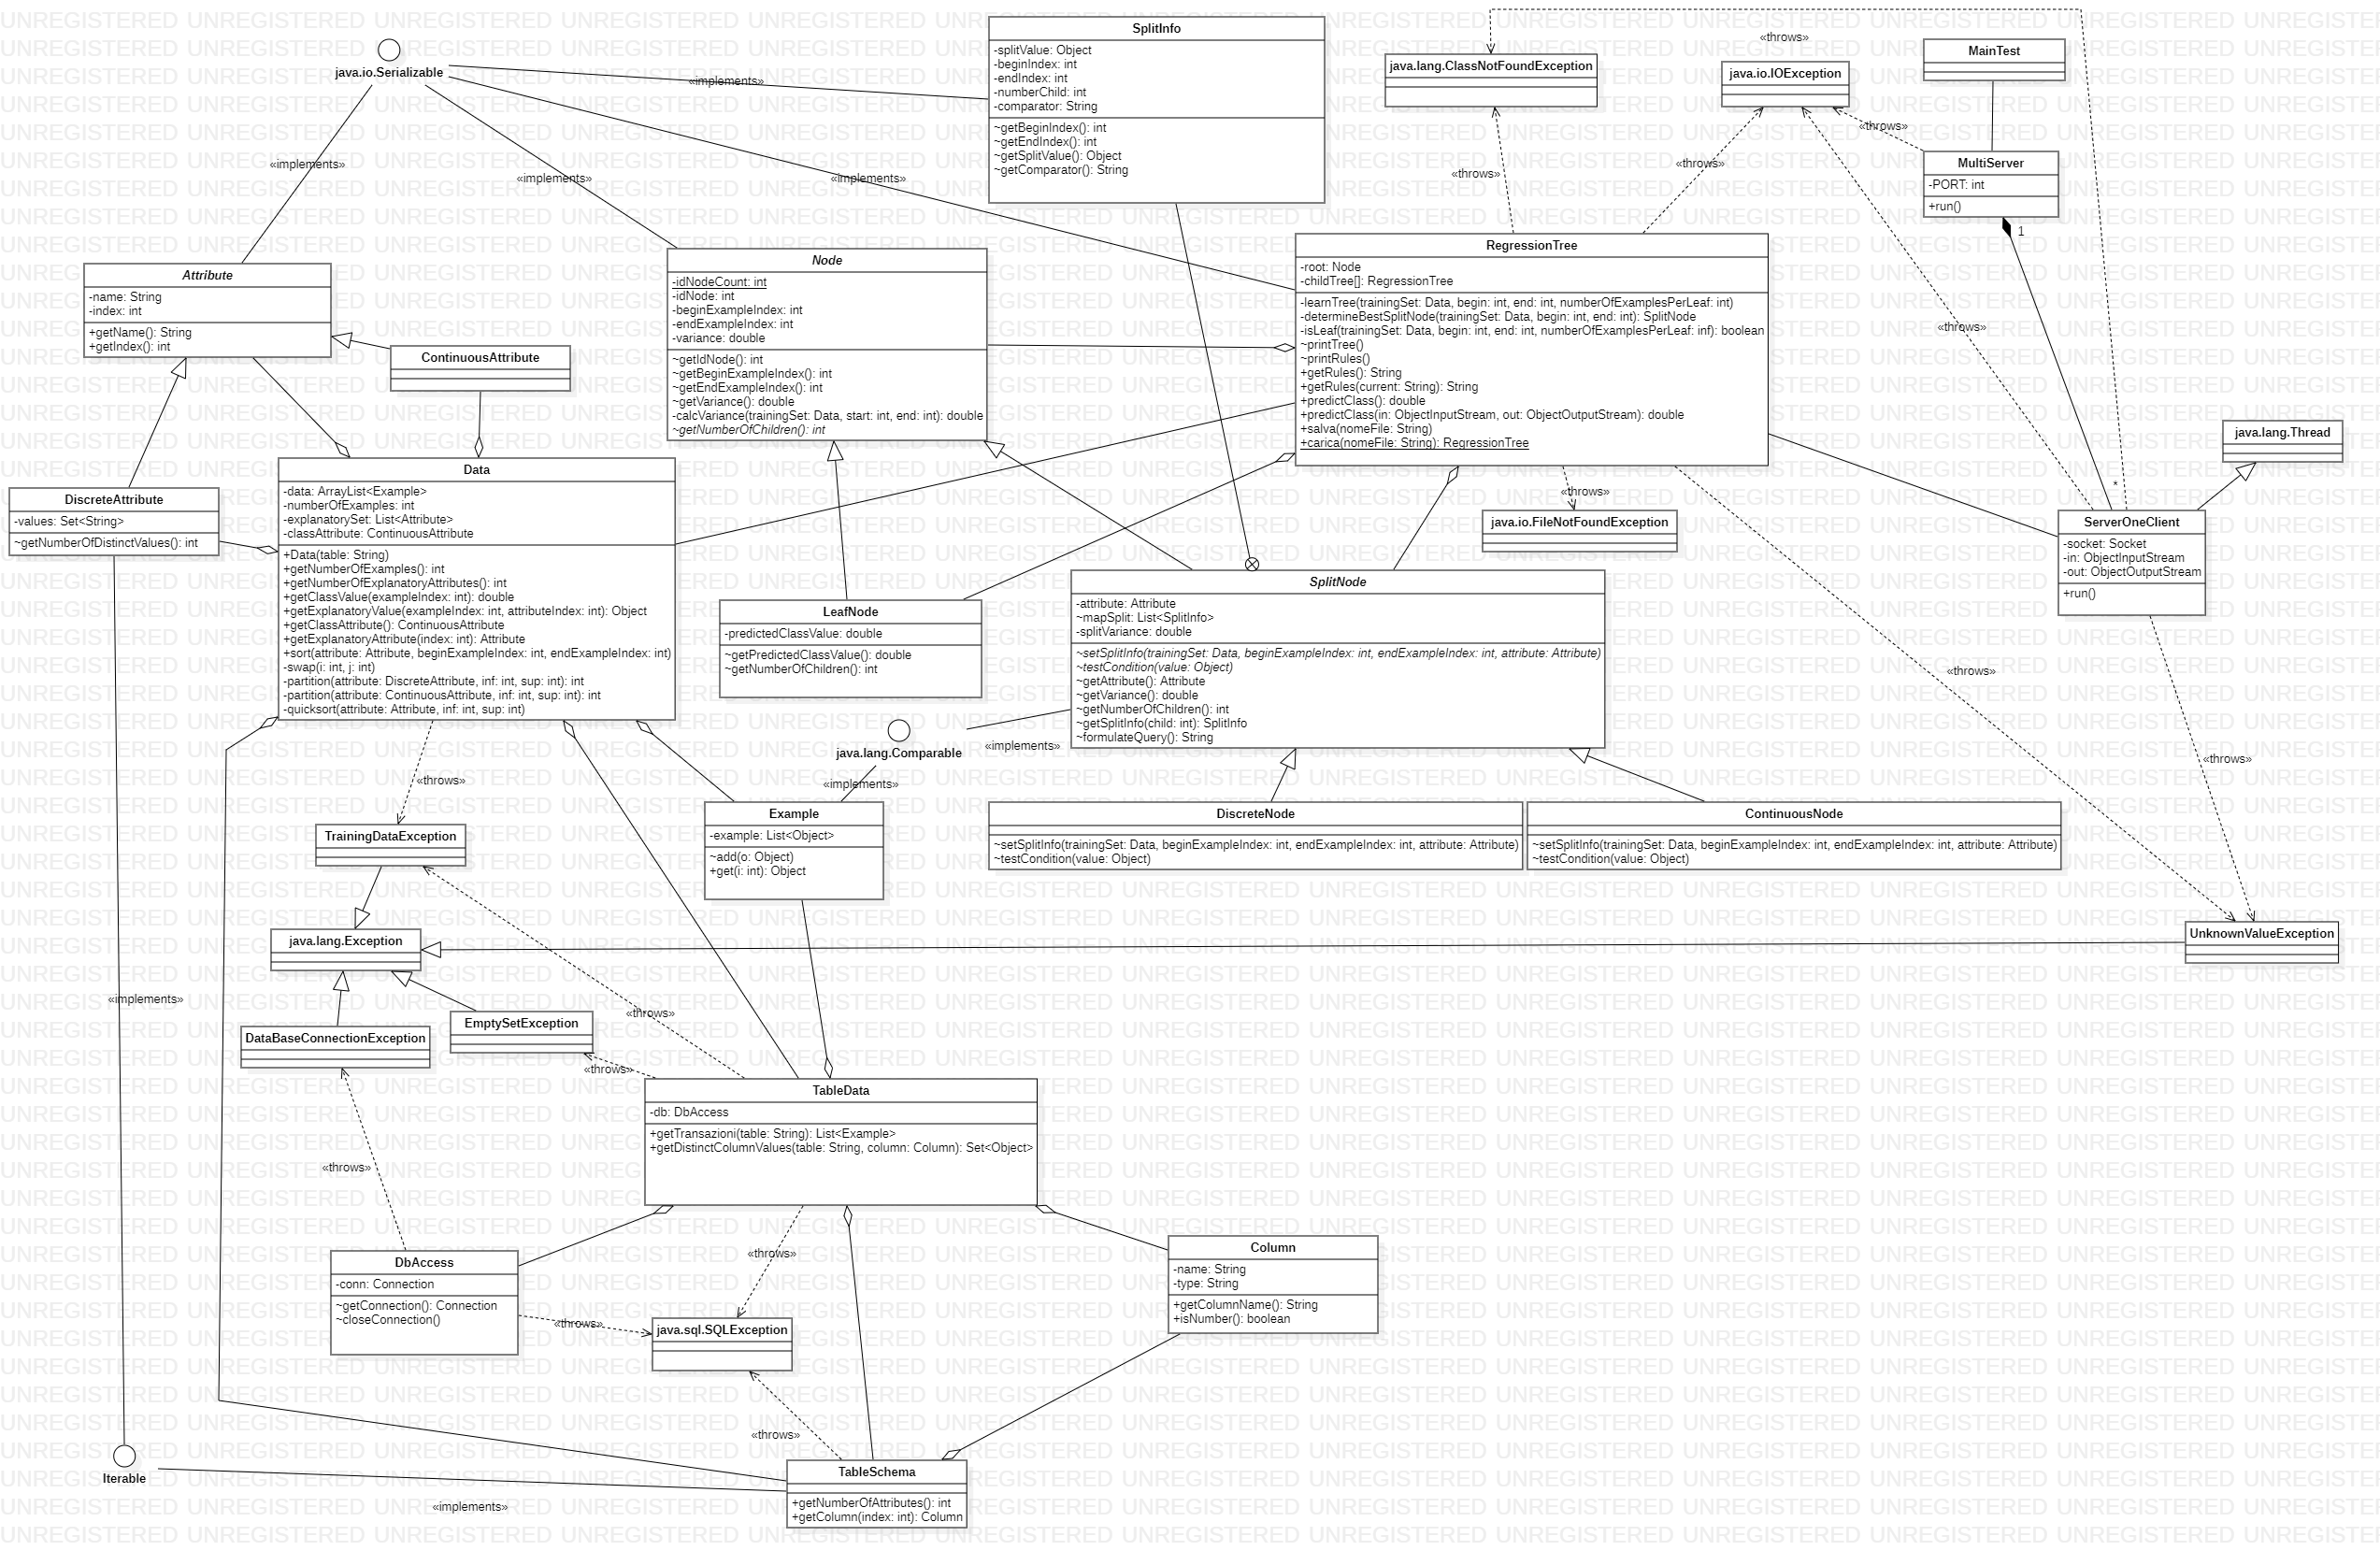 SplitInfo
-splitValue: Object
-beginIndex: int
-endIndex: int
-numberChild: int
-comparator: String
~getBeginIndex(): int
~getEndIndex(): int
~getSplitValue(): Object
~getComparator(): String
java.io.Serializable
«implements»
«implements»
«implements»
«implements»
java.lang.ClassNotFoundException
«throws»
java.io.IOException
«throws»
«throws»
«throws»
MainTest
MultiServer
-PORT: int
+run()
1
Attribute
-name: String
-index: int
+getName(): String
+getIndex(): int
ContinuousAttribute
Node
-idNodeCount: int
-idNode: int
-beginExampleIndex: int
-endExampleIndex: int
-variance: double
~getIdNode(): int
~getBeginExampleIndex(): int
~getEndExampleIndex(): int
~getVariance(): double
-calcVariance(trainingSet: Data, start: int, end: int): double
~getNumberOfChildren(): int
RegressionTree
-root: Node
-childTree[]: RegressionTree
-learnTree(trainingSet: Data, begin: int, end: int, numberOfExamplesPerLeaf: int)
-determineBestSplitNode(trainingSet: Data, begin: int, end: int): SplitNode
-isLeaf(trainingSet: Data, begin: int, end: int, numberOfExamplesPerLeaf: inf): boolean
~printTree()
~printRules()
+getRules(): String
+getRules(current: String): String
+predictClass(): double
+predictClass(in: ObjectInputStream, out: ObjectOutputStream): double
+salva(nomeFile: String)
+carica(nomeFile: String): RegressionTree
«throws»
java.lang.Thread
*
DiscreteAttribute
-values: Set<String>
~getNumberOfDistinctValues(): int
Data
-data: ArrayList<Example>
-numberOfExamples: int
-explanatorySet: List<Attribute>
-classAttribute: ContinuousAttribute
+Data(table: String)
+getNumberOfExamples(): int
+getNumberOfExplanatoryAttributes(): int
+getClassValue(exampleIndex: int): double
+getExplanatoryValue(exampleIndex: int, attributeIndex: int): Object
+getClassAttribute(): ContinuousAttribute
+getExplanatoryAttribute(index: int): Attribute
+sort(attribute: Attribute, beginExampleIndex: int, endExampleIndex: int)
-swap(i: int, j: int)
-partition(attribute: DiscreteAttribute, inf: int, sup: int): int
-partition(attribute: ContinuousAttribute, inf: int, sup: int): int
-quicksort(attribute: Attribute, inf: int, sup: int)
«throws»
java.io.FileNotFoundException
ServerOneClient
-socket: Socket
-in: ObjectInputStream
-out: ObjectOutputStream
+run()
LeafNode
-predictedClassValue: double
~getPredictedClassValue(): double
~getNumberOfChildren(): int
SplitNode
-attribute: Attribute
~mapSplit: List<SplitInfo>
-splitVariance: double
~setSplitInfo(trainingSet: Data, beginExampleIndex: int, endExampleIndex: int, attribute: Attribute)
~testCondition(value: Object)
~getAttribute(): Attribute
~getVariance(): double
~getNumberOfChildren(): int
~getSplitInfo(child: int): SplitInfo
~formulateQuery(): String
«throws»
«throws»
java.lang.Comparable
«implements»
«implements»
«throws»
Example
-example: List<Object>
~add(o: Object)
+get(i: int): Object
DiscreteNode
~setSplitInfo(trainingSet: Data, beginExampleIndex: int, endExampleIndex: int, attribute: Attribute)
~testCondition(value: Object)
ContinuousNode
~setSplitInfo(trainingSet: Data, beginExampleIndex: int, endExampleIndex: int, attribute: Attribute)
~testCondition(value: Object)
TrainingDataException
java.lang.Exception
UnknownValueException
«implements»
DataBaseConnectionException
EmptySetException
«throws»
«throws»
TableData
-db: DbAccess
+getTransazioni(table: String): List<Example>
+getDistinctColumnValues(table: String, column: Column): Set<Object>
«throws»
DbAccess
-conn: Connection
~getConnection(): Connection
~closeConnection()
«throws»
«throws»
java.sql.SQLException
Column
-name: String
-type: String
+getColumnName(): String
+isNumber(): boolean
«throws»
Iterable
«implements»
TableSchema
+getNumberOfAttributes(): int
+getColumn(index: int): Column